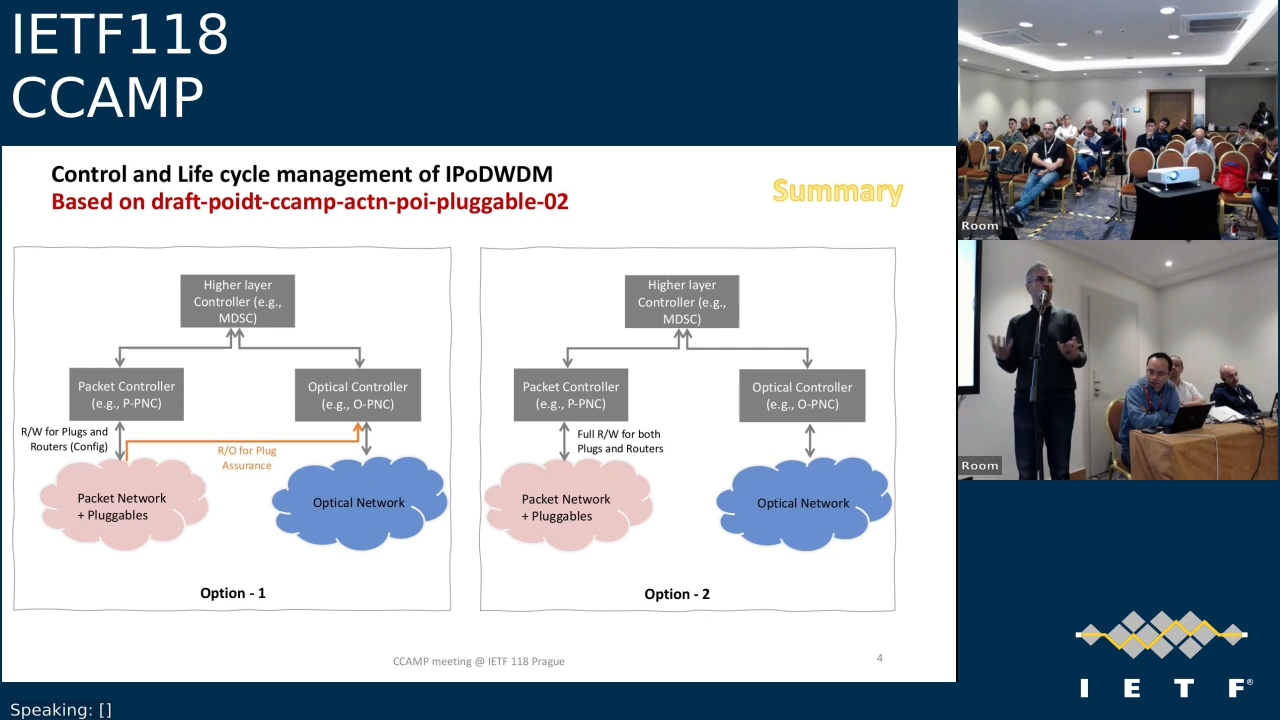 IETF118
CCAMP
Control and Life cycle management of IPoDWDM
Based on draft-poidt-ccamp-actn-poi-pluggable-02
Summary
Higher layer
Controller (e.g.,
MDSC)
Packet Controller
(e.g., P-PNC)
Optical Controller
(e.g., O-PNC)
R/W for Plugs and
Routers (Config)
R/O for Plug
Assurance
Packet Network
+ Pluggables
Optical Network
Option - 1
Higher layer
Controller (e.g.,
MDSC)
Packet Controller
(e.g., P-PNC)
Optical Controller
(e.g., O-PNC)
Full R/W for both
Plugs and Routers
Packet Network
+ Pluggables
Optical Network
Option - 2
CCAMP meeting @ IETF 118 Prague
4
Room
Room
I E T F®
Speaking: []